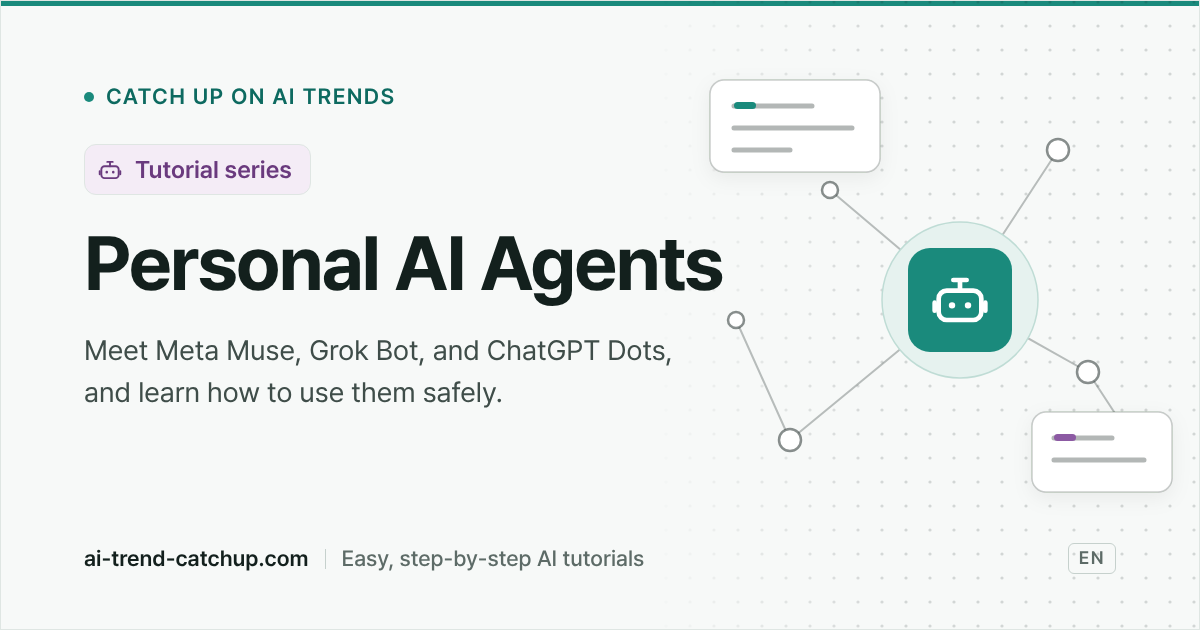 CATCH UP ON AI TRENDS
Tutorial series
Personal AI Agents
Meet Meta Muse, Grok Bot, and ChatGPT Dots,
and learn how to use them safely.
ai-trend-catchup.com
Easy, step-by-step AI tutorials
EN